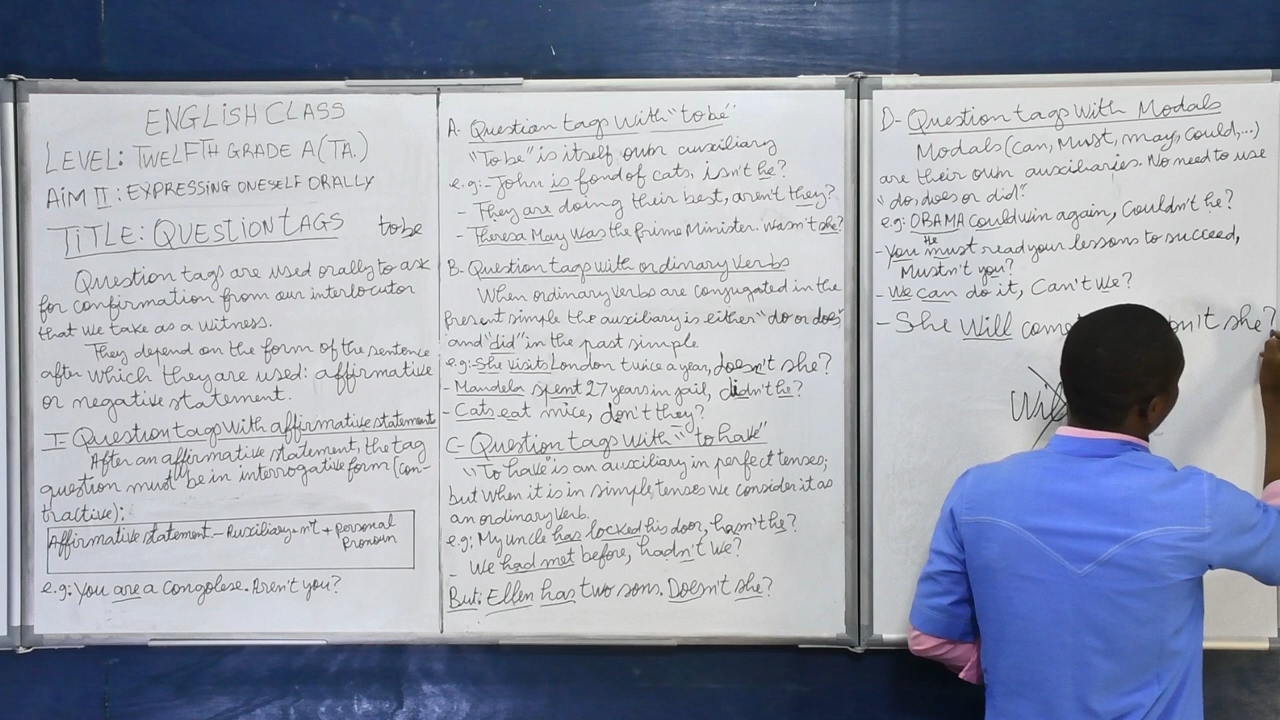 ENGLISH CLASS
LEVEL: TWELFTH GRADE A (TA.)
AIM II: EXPRESSING ONESELF ORALLY
TITLE: QUESTION TAGS to be
Question tags are used orally to ask
for confirmation from our interlocutor
that we take as a witness.
They depend on the form of the sentence
after which they are used: affirmative
or negative statement.
I- Question tags with affirmative statement
After an affirmative statement, the tag
question must be in interrogative form (con-
tractive):
Affirmative statement - Auxiliary + n't + personal
pronoun
e.g: You are a Congolese. Aren't you?
A- Question tags with "to be"
"To be" is itself own auxiliary
e.g: - John is fond of cats, isn't he?
- They are doing their best, aren't they?
- Theresa May was the prime Minister. Wasn't she?
B- Question tags with ordinary verbs
When ordinary verbs are conjugated in the
present simple the auxiliary is either "do or does"
and "did" in the past simple
e.g: - She visits London twice a year, doesn't she?
- Mandela spent 27 years in jail, didn't he?
- Cats eat mice, don't they?
C- Question tags with "to have"
"To have" is an auxiliary in perfect tenses;
but when it is in simple tenses we consider it as
an ordinary verb.
e.g: My uncle has locked his door, hasn't he?
- We had met before, hadn't we?
But: Ellen has two sons. Doesn't she?
D- Question tags with Modals
Modals (can, Must, may, could,...)
are their own auxiliaries. No need to use
"do, does or did".
e.g: OBAMA could win again, Couldn't he?
He
- You must read your lessons to succeed,
Mustn't you?
- We can do it, Can't we?
- She Will come on't she?